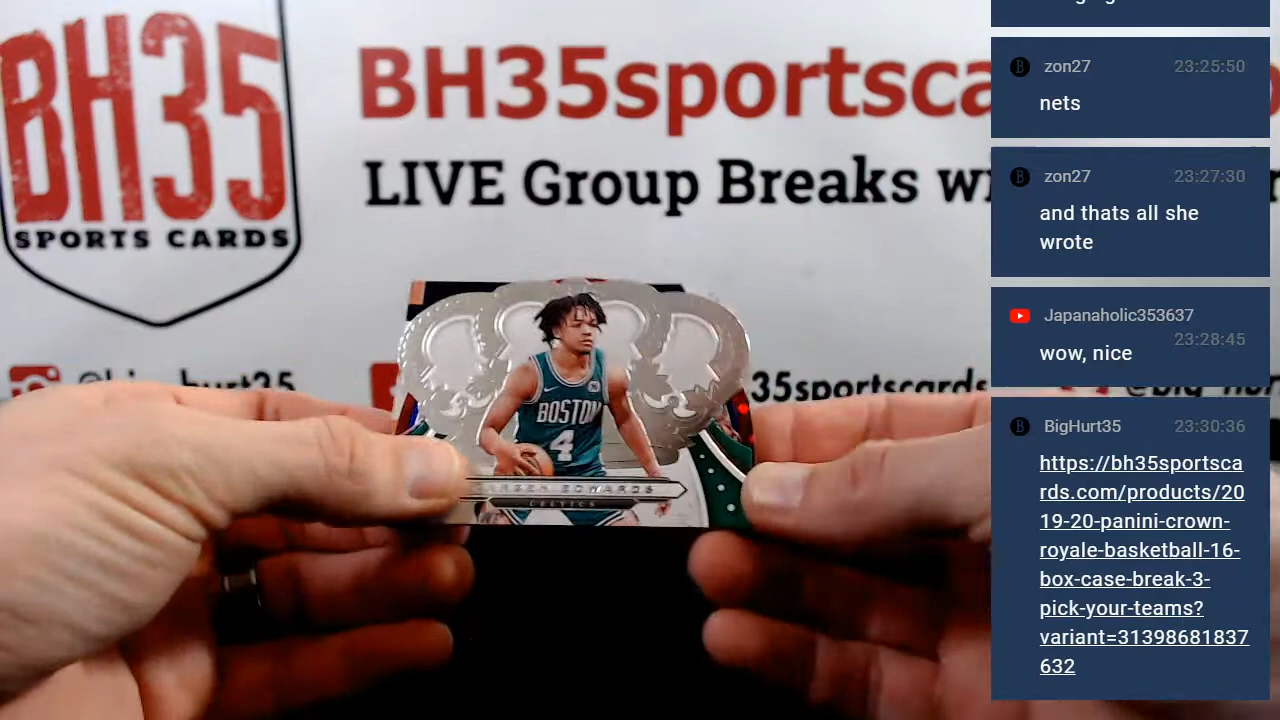 BH35
SPORTS CARDS
BH35sportsca
LIVE Group Breaks wi
35sportscards
BOSTON
4
EDWARDS
CELTICS
zon27 23:25:50
nets
zon27 23:27:30
and thats all she
wrote
Japanaholic353637
23:28:45
wow, nice
BigHurt35 23:30:36
https://bh35sportsca
rds.com/products/20
19-20-panini-crown-
royale-basketball-16-
box-case-break-3-
pick-your-teams?
variant=31398681837
632